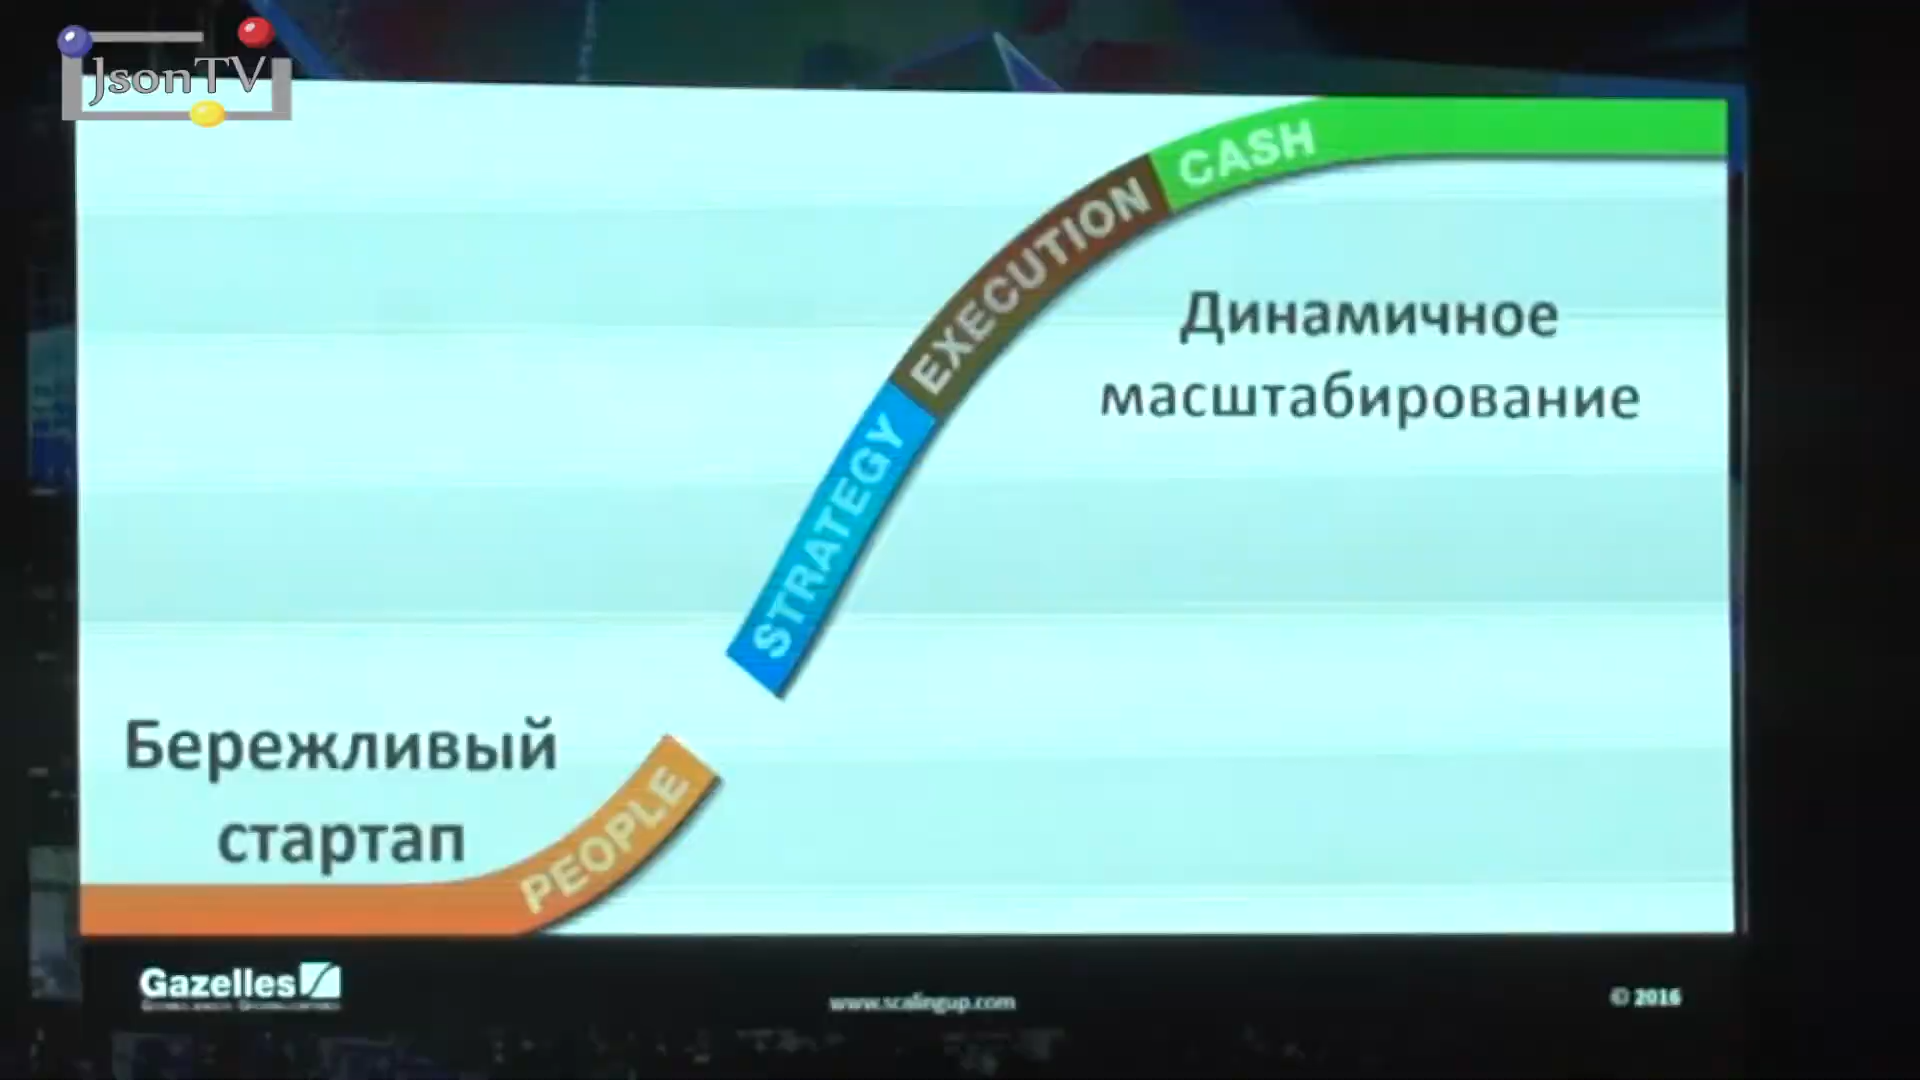 JsonTV
CASH
EXECUTION
Динамичное
масштабирование
STRATEGY
Бережливый
стартап
PEOPLE
Gazelles
www.scalingup.com
© 2016